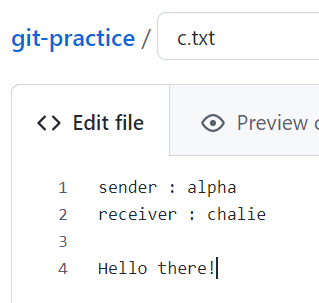 git-practice / c.txt
<> Edit file Preview
1 sender : alpha
2 receiver : chalie
3
4 Hello there!